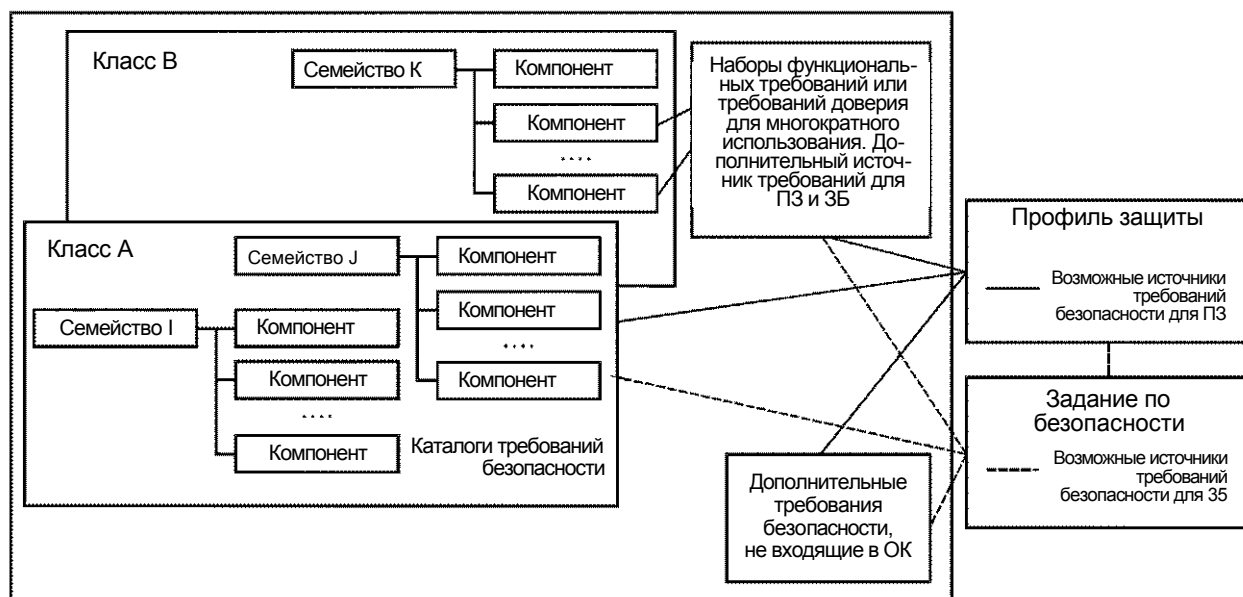 Класс В
Семейство К
Компонент
Компонент
....
Компонент
Наборы функциональ-
ных требований или
требований доверия
для многократного
использования. До-
полнительный источ-
ник требований для
ПЗ и ЗБ
Класс А
Семейство J
Компонент
Компонент
....
Компонент
Семейство I
Компонент
Компонент
....
Компонент
Каталоги требований
безопасности
Дополнительные
требования
безопасности,
не входящие в ОК
Профиль защиты
Возможные источники
требований
безопасности для ПЗ
Задание по
безопасности
Возможные источники
требований
безопасности для 35